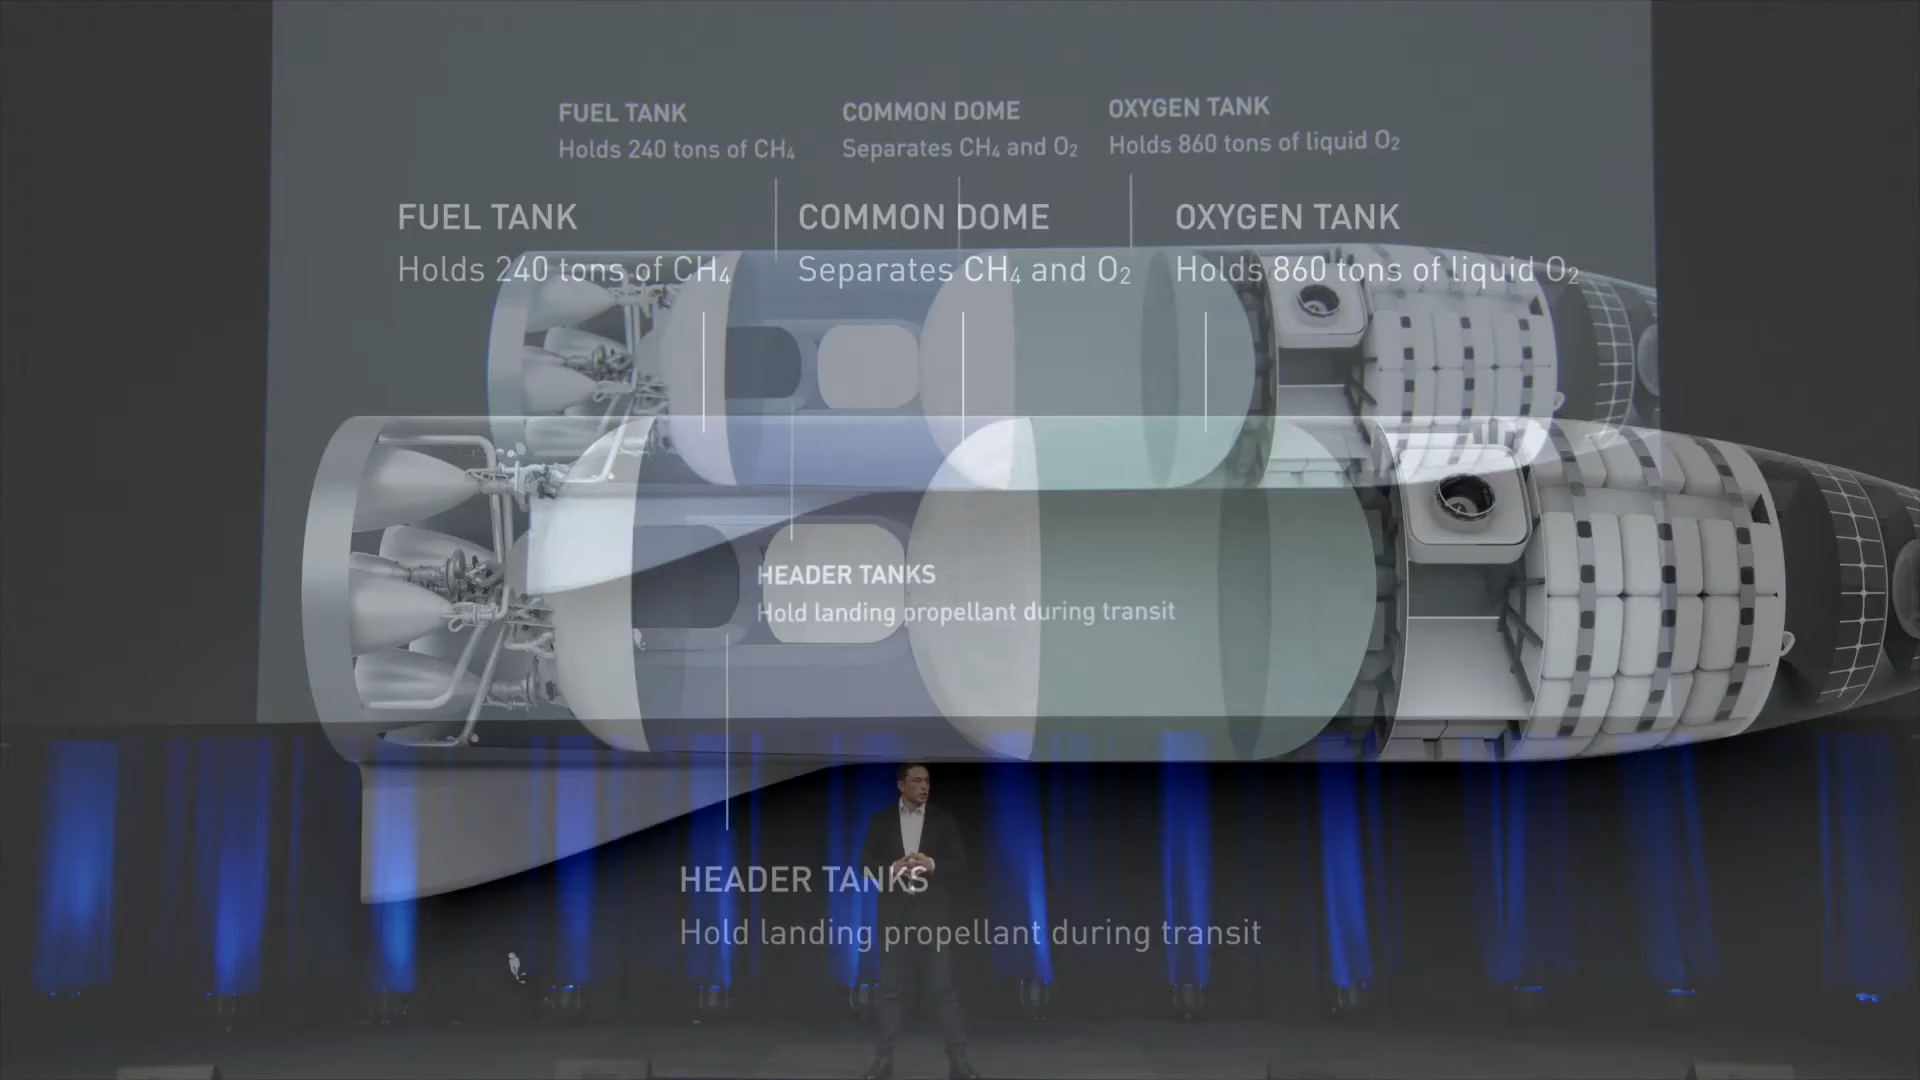 FUEL TANK
Holds 240 tons of CH₄
COMMON DOME
Separates CH₄ and O₂
OXYGEN TANK
Holds 860 tons of liquid O₂
FUEL TANK
Holds 240 tons of CH₄
COMMON DOME
Separates CH₄ and O₂
OXYGEN TANK
Holds 860 tons of liquid O₂
HEADER TANKS
Hold landing propellant during transit
HEADER TANKS
Hold landing propellant during transit